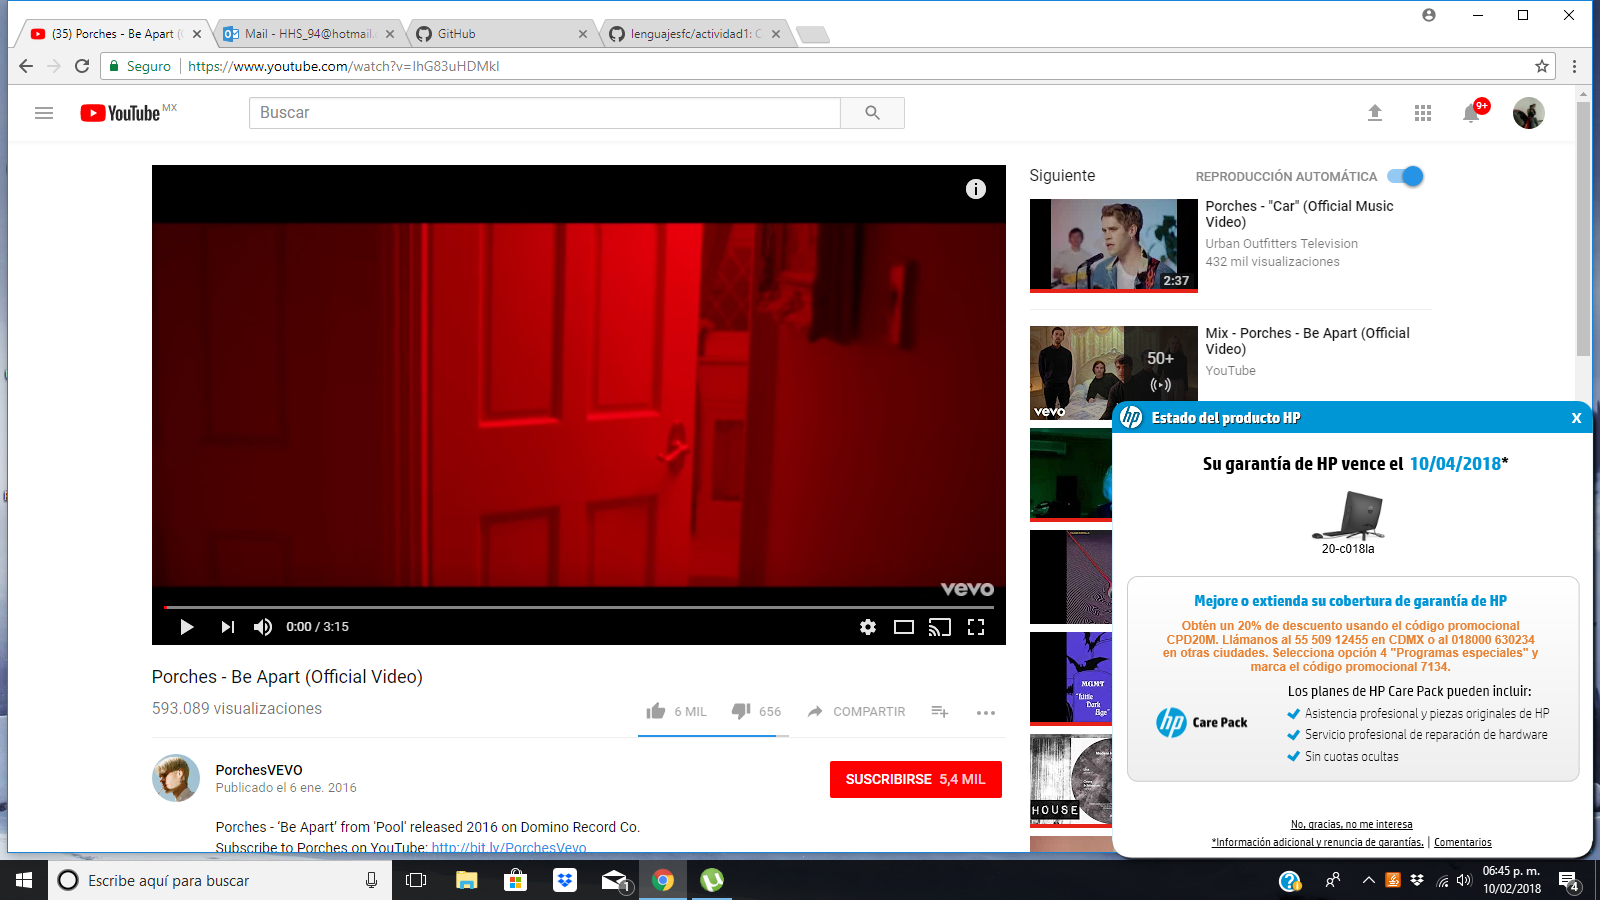 (35) Porches - Be Apart (
Mail - HHS_94@hotmail.
GitHub
lenguajesfc/actividad1: C
Seguro
https://www.youtube.com/watch?v=IhG83uHDMkI
YouTube MX
Buscar
9+
vevo
0:00 / 3:15
Porches - Be Apart (Official Video)
593.089 visualizaciones
6 MIL
656
COMPARTIR
PorchesVEVO
Publicado el 6 ene. 2016
SUSCRIBIRSE 5,4 MIL
Porches - 'Be Apart' from 'Pool' released 2016 on Domino Record Co.
Subscribe to Porches on YouTube: http://bit.ly/PorchesVevo
Siguiente
REPRODUCCIÓN AUTOMÁTICA
Porches - "Car" (Official Music
Video)
Urban Outfitters Television
432 mil visualizaciones
2:37
Mix - Porches - Be Apart (Official
Video)
YouTube
50+
vevo
MGMT
Little
Dark
Age
HOUSE
hp
Estado del producto HP
X
Su garantía de HP vence el 10/04/2018*
20-c018la
Mejore o extienda su cobertura de garantía de HP
Obtén un 20% de descuento usando el código promocional
CPD20M. Llámanos al 55 509 12455 en CDMX o al 018000 630234
en otras ciudades. Selecciona opción 4 "Programas especiales" y
marca el código promocional 7134.
Los planes de HP Care Pack pueden incluir:
hp Care Pack
Asistencia profesional y piezas originales de HP
Servicio profesional de reparación de hardware
Sin cuotas ocultas
No, gracias, no me interesa
*Información adicional y renuncia de garantías. | Comentarios
Escribe aquí para buscar
1
06:45 p. m.
10/02/2018
4